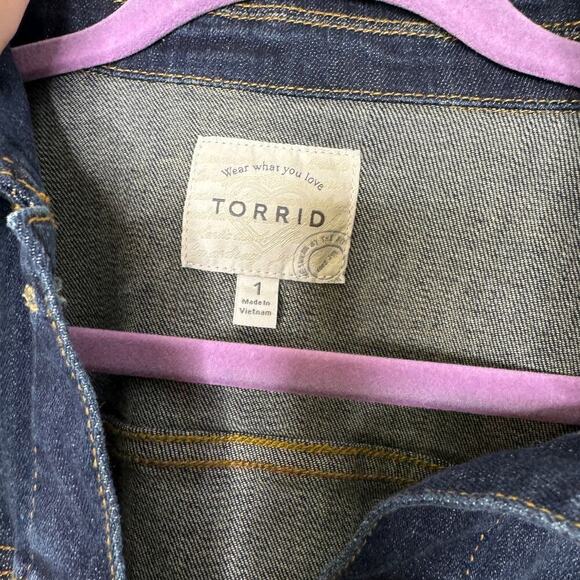 Wear what you love
TORRID
1
Made In
Vietnam